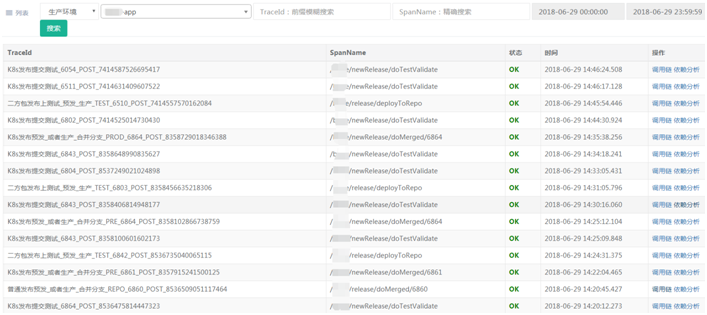 列表 生产环境 -app TraceId：前缀模糊搜索 SpanName：精确搜索 2018-06-29 00:00:00 2018-06-29 23:59:59
搜索
TraceId SpanName 状态 时间 操作
K8s发布提交测试_6054_POST_7414587526695417 /newRelease/doTestValidate OK 2018-06-29 14:46:24.508 调用链 依赖分析
K8s发布提交测试_6511_POST_7414631409607522 /newRelease/doTestValidate OK 2018-06-29 14:46:17.128 调用链 依赖分析
二方包发布上测试_预发_生产_TEST_6510_POST_7414557570162084 /release/deployToRepo OK 2018-06-29 14:45:54.446 调用链 依赖分析
K8s发布提交测试_6802_POST_7414525014730430 /newRelease/doTestValidate OK 2018-06-29 14:44:30.924 调用链 依赖分析
K8s发布预发_或者生产_合并分支_PROD_6864_POST_8358729018346388 /newRelease/doMerged/6864 OK 2018-06-29 14:35:38.256 调用链 依赖分析
K8s发布提交测试_6843_POST_8358648990835627 /newRelease/doTestValidate OK 2018-06-29 14:34:18.241 调用链 依赖分析
K8s发布提交测试_6804_POST_8537249021024898 /newRelease/doTestValidate OK 2018-06-29 14:33:05.431 调用链 依赖分析
二方包发布上测试_预发_生产_TEST_6803_POST_8358456635218306 /release/deployToRepo OK 2018-06-29 14:31:05.796 调用链 依赖分析
K8s发布提交测试_6843_POST_8358406814948177 /newRelease/doTestValidate OK 2018-06-29 14:30:16.060 调用链 依赖分析
K8s发布预发_或者生产_合并分支_PRE_6864_POST_8358102866738759 /newRelease/doMerged/6864 OK 2018-06-29 14:25:12.104 调用链 依赖分析
K8s发布提交测试_6843_POST_8358100601602173 /newRelease/doTestValidate OK 2018-06-29 14:25:09.848 调用链 依赖分析
二方包发布上测试_预发_生产_TEST_6842_POST_8536735040065115 /release/deployToRepo OK 2018-06-29 14:24:31.375 调用链 依赖分析
K8s发布预发_或者生产_合并分支_PRE_6861_POST_8357915241500125 /newRelease/doMerged/6861 OK 2018-06-29 14:22:04.465 调用链 依赖分析
普通发布预发_或者生产_合并分支_REPO_6860_POST_8536509051117464 /release/doMerged/6860 OK 2018-06-29 14:20:45.427 调用链 依赖分析
K8s发布提交测试_6864_POST_8536475814447323 /newRelease/doTestValidate OK 2018-06-29 14:20:12.273 调用链 依赖分析